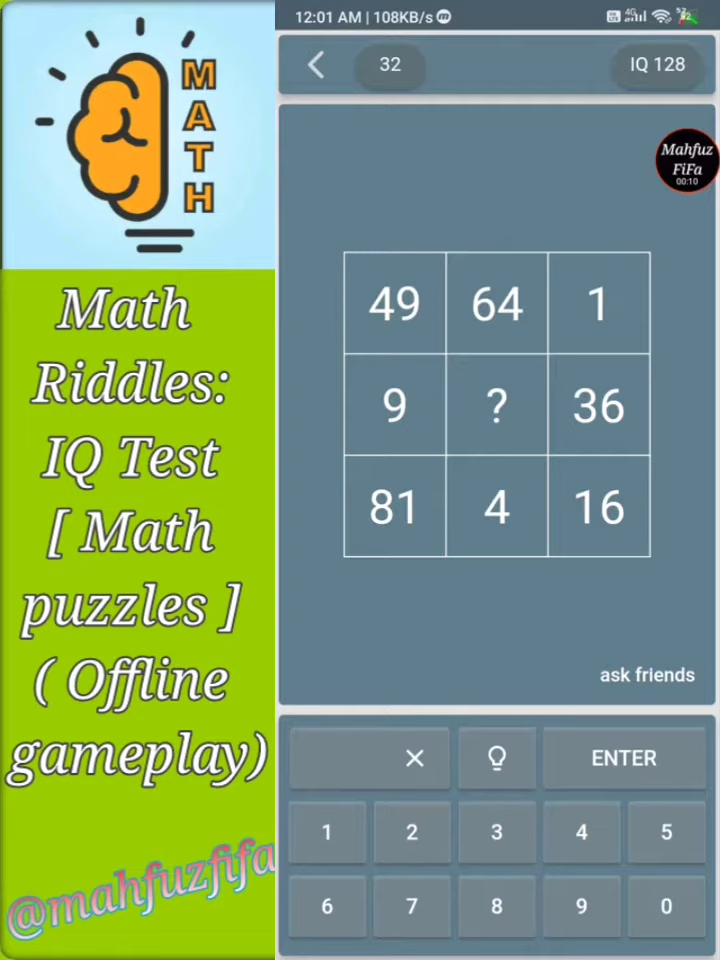 M
A
T
H
Math
Riddles:
IQ Test
[ Math
puzzles ]
( Offline
gameplay)
@mahfuzfifa
12:01 AM | 108KB/s
4G
32
IQ 128
Mahfuz
FiFa
00:10
49 64 1
9 ? 36
81 4 16
ask friends
× ENTER
1 2 3 4 5
6 7 8 9 0